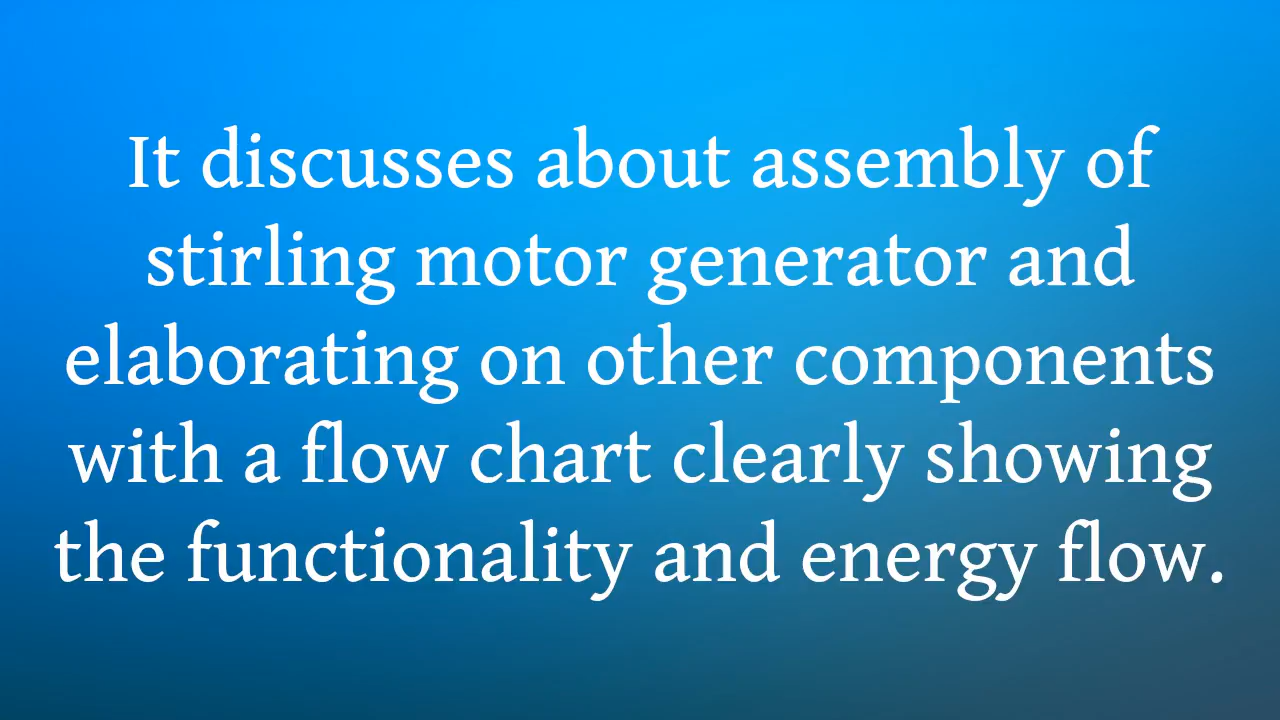 It discusses about assembly of
stirling motor generator and
elaborating on other components
with a flow chart clearly showing
the functionality and energy flow.